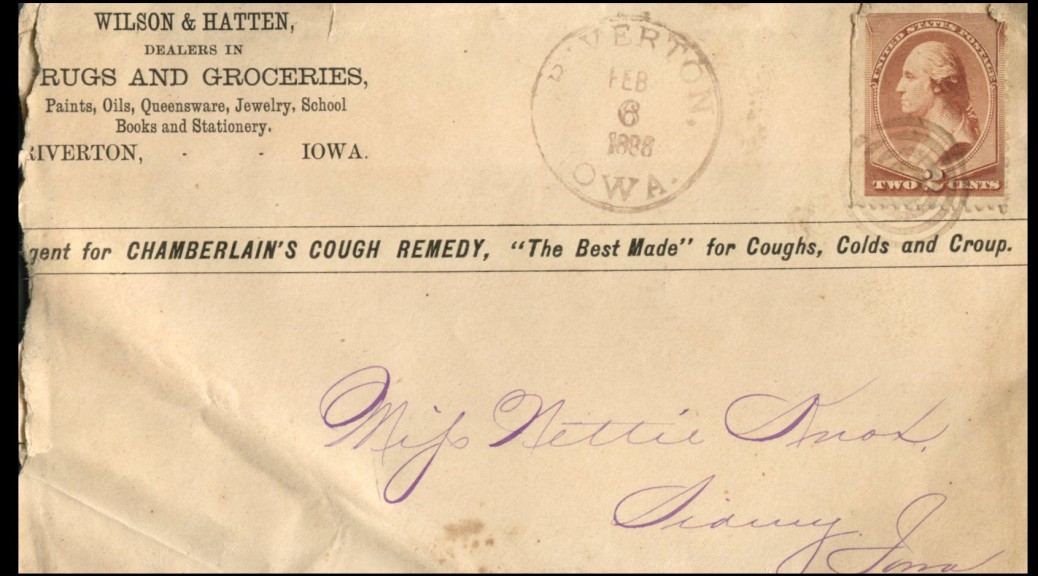 WILSON & HATTEN,
DEALERS IN
RUGS AND GROCERIES,
Paints, Oils, Queensware, Jewelry, School
Books and Stationery.
RIVERTON, - - IOWA.
RIVERTON,
FEB
6
IOWA.
UNITED STATES POSTAGE
TWO 2 CENTS
gent for CHAMBERLAIN'S COUGH REMEDY, "The Best Made" for Coughs, Colds and Croup.
Miss Nettie Knox,
Sidney,
Iowa